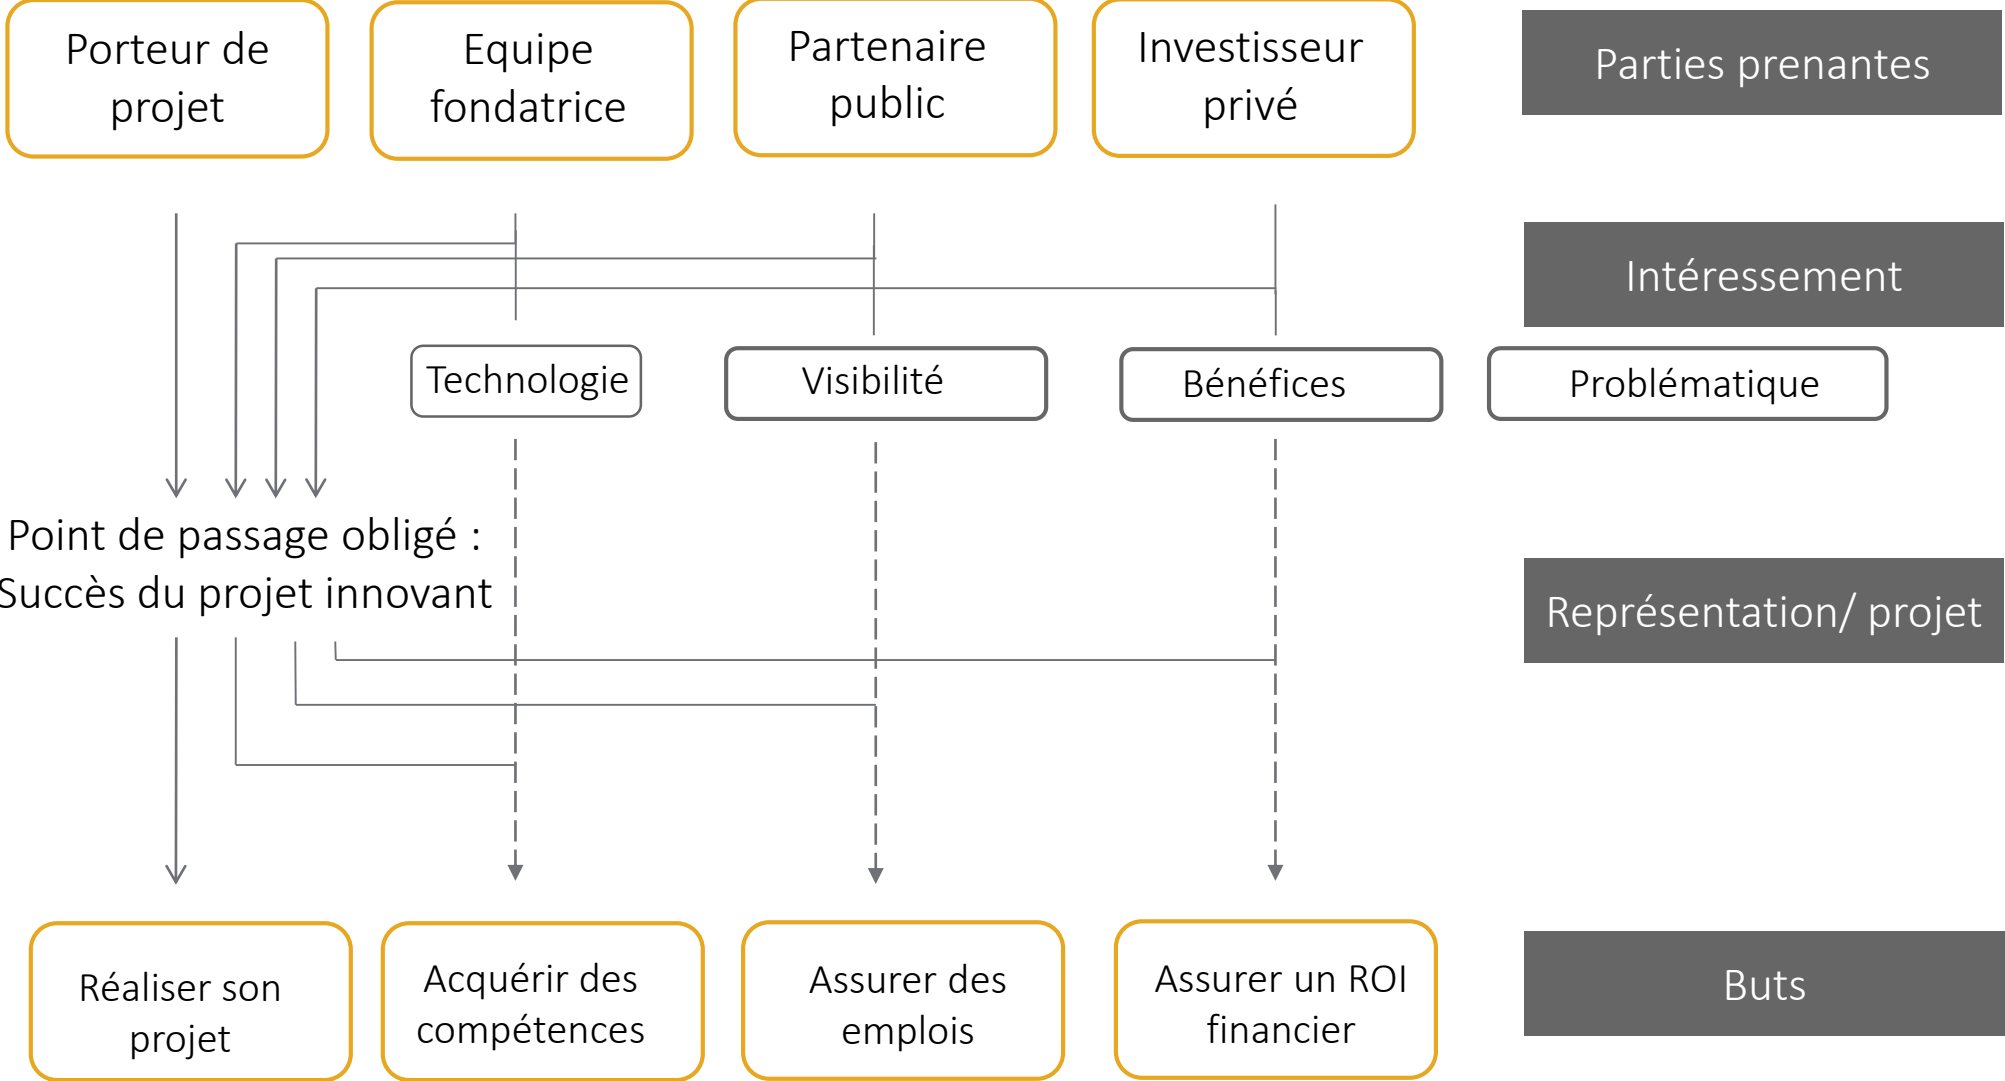 Porteur de
projet
Equipe
fondatrice
Partenaire
public
Investisseur
privé
Parties prenantes
Intéressement
Technologie
Visibilité
Bénéfices
Problématique
Point de passage obligé :
Succès du projet innovant
Représentation/ projet
Réaliser son
projet
Acquérir des
compétences
Assurer des
emplois
Assurer un ROI
financier
Buts